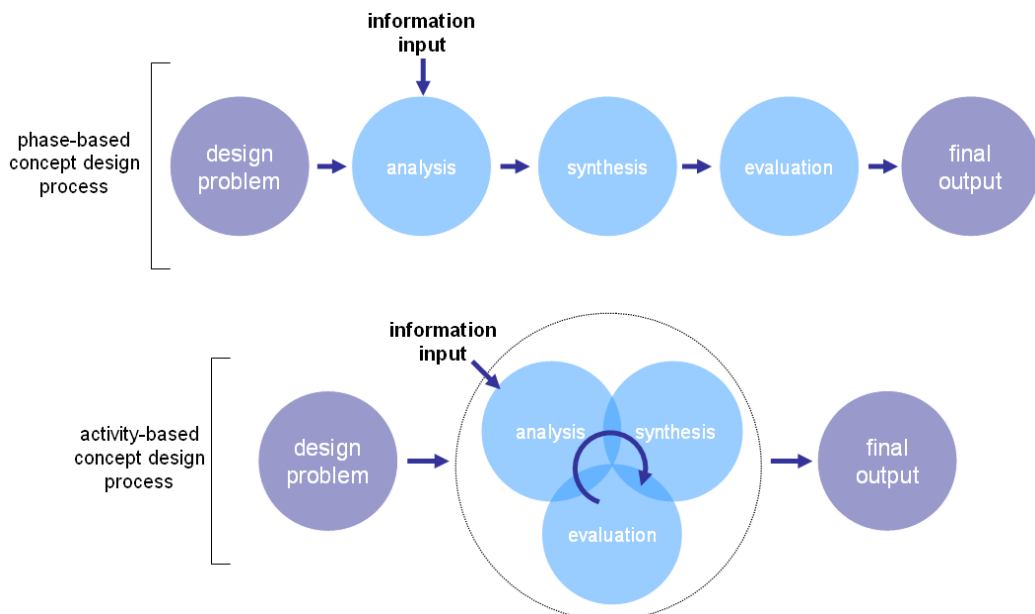 information
input
phase-based
concept design
process
design
problem
analysis
synthesis
evaluation
final
output
information
input
activity-based
concept design
process
design
problem
analysis
synthesis
evaluation
final
output